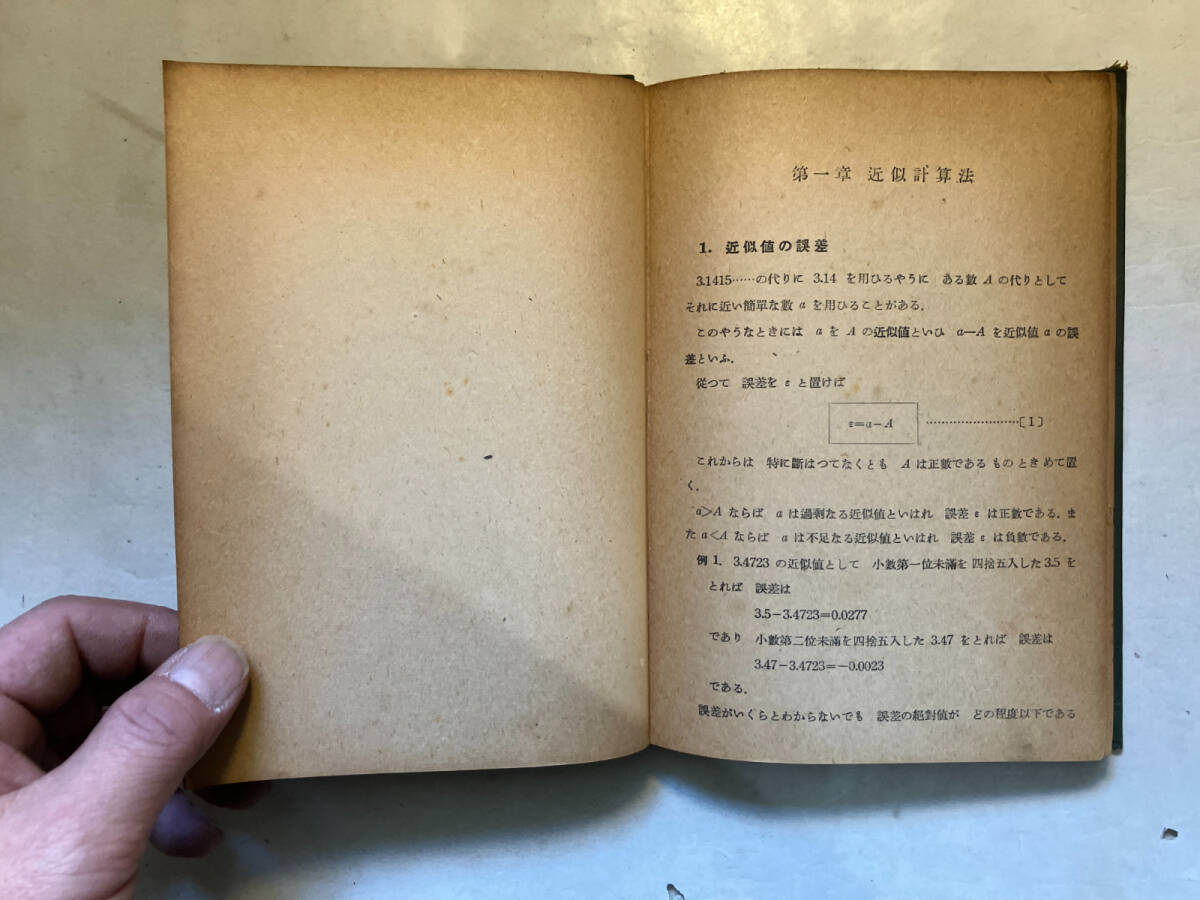 第一章 近似計算法
1. 近似値の誤差
3.1415……の代りに 3.14 を用ひるやうに ある数 A の代りとして
それに近い簡單な數 a を用ひることがある.
このやうなときには a を A の近似値といひ a—A を近似値 a の誤
差といふ.
從つて 誤差を ε と置けば
ε=a−A ……………………〔1〕
これからは 特に斷はつてなくとも A は正數であるものときめて置
く.
a>A ならば a は過剰なる近似値といはれ 誤差 ε は正數である. ま
た a<A ならば a は不足なる近似値といはれ 誤差 ε は負數である.
例 1. 3.4723 の近似値として 小數第一位未滿を四捨五入した 3.5 を
とれば 誤差は
3.5−3.4723=0.0277
であり 小數第二位未滿を四捨五入した 3.47 をとれば 誤差は
3.47−3.4723=−0.0023
である.
誤差がいくらとわからないでも 誤差の絕對値が どの程度以下である